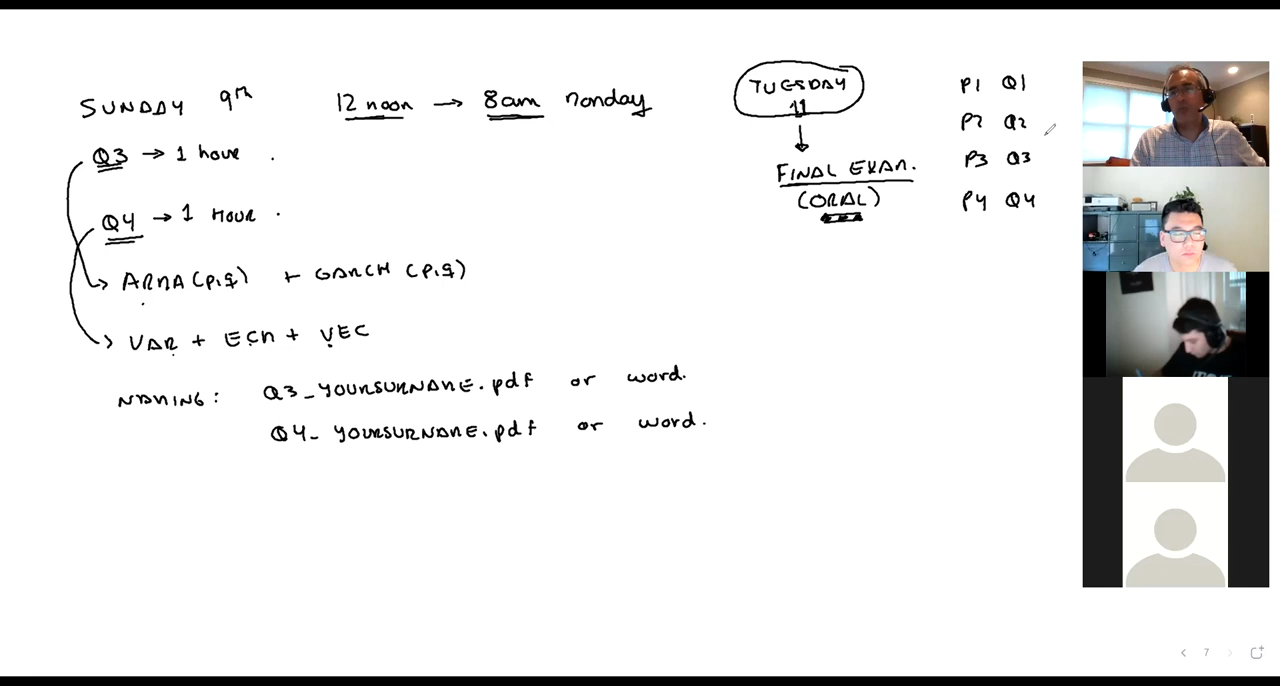 SUNDAY 9th 12 noon → 8am monday
Q3 → 1 hour .
Q4 → 1 HOUR .
ARMA (p,q) + GARCH (p,q)
VAR + ECM + VEC
NAMING: Q3_YOURSURNAME.pdf or word.
Q4_YOURSURNAME.pdf or word.
TUESDAY
11
FINAL EXAM.
(ORAL)
P1 Q1
P2 Q2
P3 Q3
P4 Q4
7